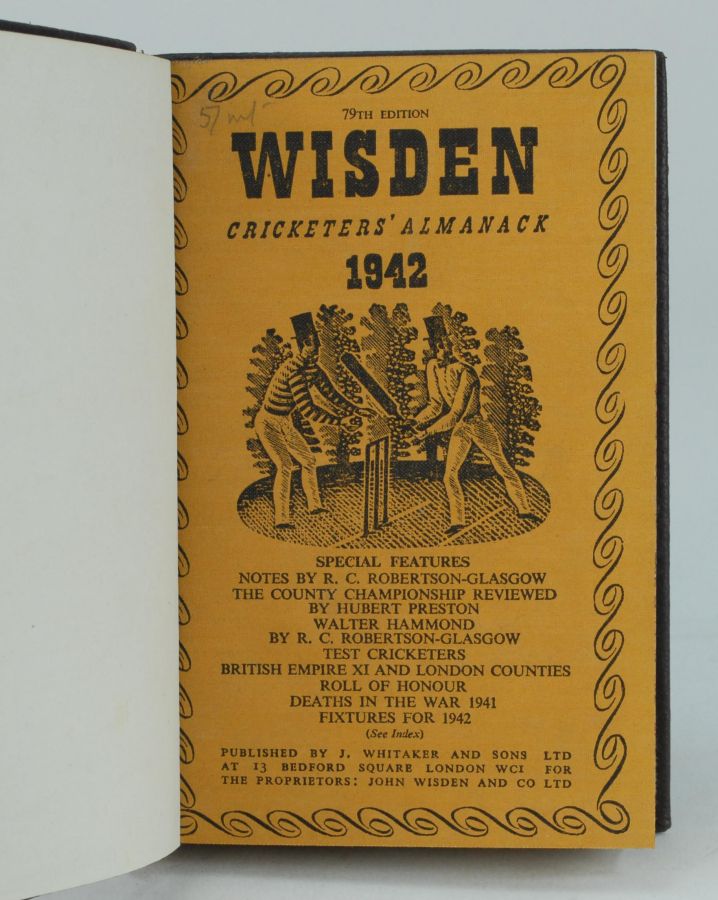 79TH EDITION
WISDEN
CRICKETERS' ALMANACK
1942
SPECIAL FEATURES
NOTES BY R. C. ROBERTSON-GLASGOW
THE COUNTY CHAMPIONSHIP REVIEWED
BY HUBERT PRESTON
WALTER HAMMOND
BY R. C. ROBERTSON-GLASGOW
TEST CRICKETERS
BRITISH EMPIRE XI AND LONDON COUNTIES
ROLL OF HONOUR
DEATHS IN THE WAR 1941
FIXTURES FOR 1942
(See Index)
PUBLISHED BY J. WHITAKER AND SONS LTD
AT 13 BEDFORD SQUARE LONDON WC1 FOR
THE PROPRIETORS: JOHN WISDEN AND CO LTD